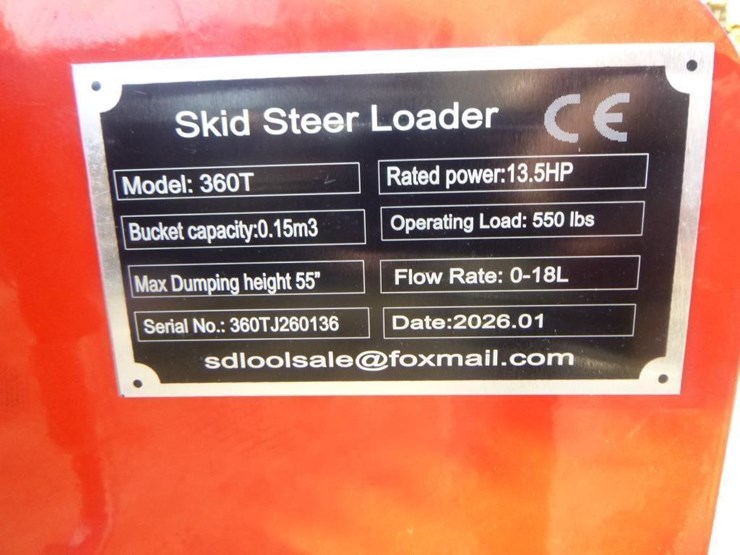 Skid Steer Loader CE
Model: 360T
Rated power:13.5HP
Bucket capacity:0.15m3
Operating Load: 550 lbs
Max Dumping height 55"
Flow Rate: 0-18L
Serial No.: 360TJ260136
Date:2026.01
sdloolsale@foxmail.com